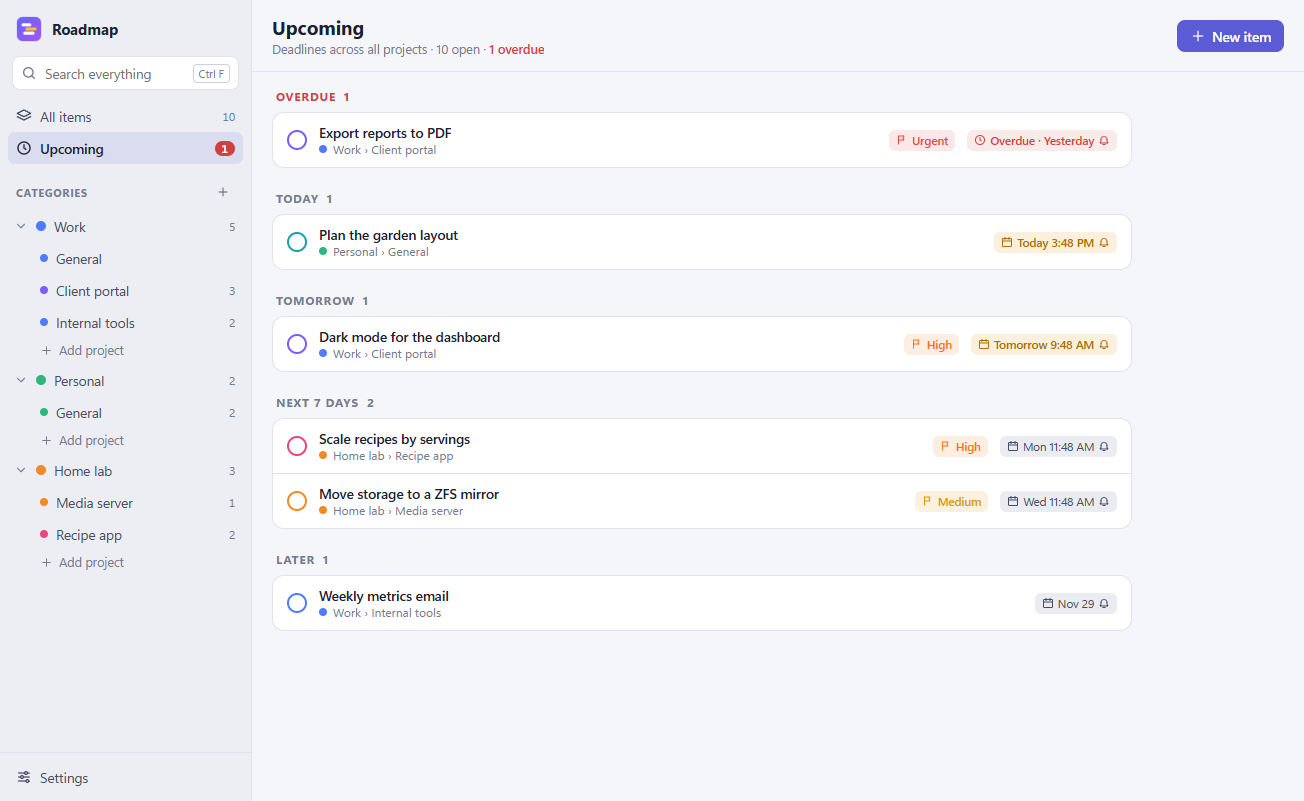 Roadmap
Search everything Ctrl F
All items 10
Upcoming 1
CATEGORIES
Work 5
General
Client portal 3
Internal tools 2
Add project
Personal 2
General 2
Add project
Home lab 3
Media server 1
Recipe app 2
Add project
Settings
Upcoming
Deadlines across all projects · 10 open · 1 overdue
New item
OVERDUE 1
Export reports to PDF
Work › Client portal
Urgent
Overdue · Yesterday
TODAY 1
Plan the garden layout
Personal › General
Today 3:48 PM
TOMORROW 1
Dark mode for the dashboard
Work › Client portal
High
Tomorrow 9:48 AM
NEXT 7 DAYS 2
Scale recipes by servings
Home lab › Recipe app
High
Mon 11:48 AM
Move storage to a ZFS mirror
Home lab › Media server
Medium
Wed 11:48 AM
LATER 1
Weekly metrics email
Work › Internal tools
Nov 29